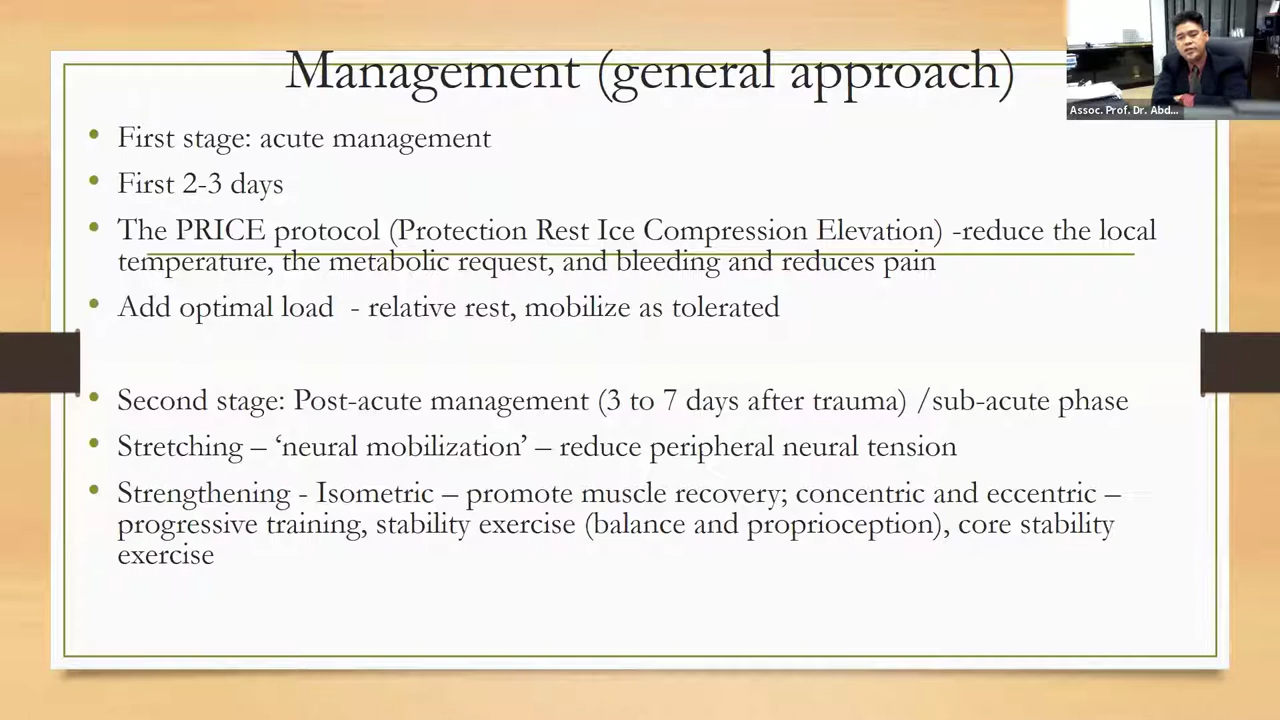 Management (general approach)
Assoc. Prof. Dr. Abd...
• First stage: acute management
• First 2-3 days
• The PRICE protocol (Protection Rest Ice Compression Elevation) -reduce the local
temperature, the metabolic request, and bleeding and reduces pain
• Add optimal load - relative rest, mobilize as tolerated
• Second stage: Post-acute management (3 to 7 days after trauma) /sub-acute phase
• Stretching – ‘neural mobilization’ – reduce peripheral neural tension
• Strengthening - Isometric – promote muscle recovery; concentric and eccentric –
progressive training, stability exercise (balance and proprioception), core stability
exercise